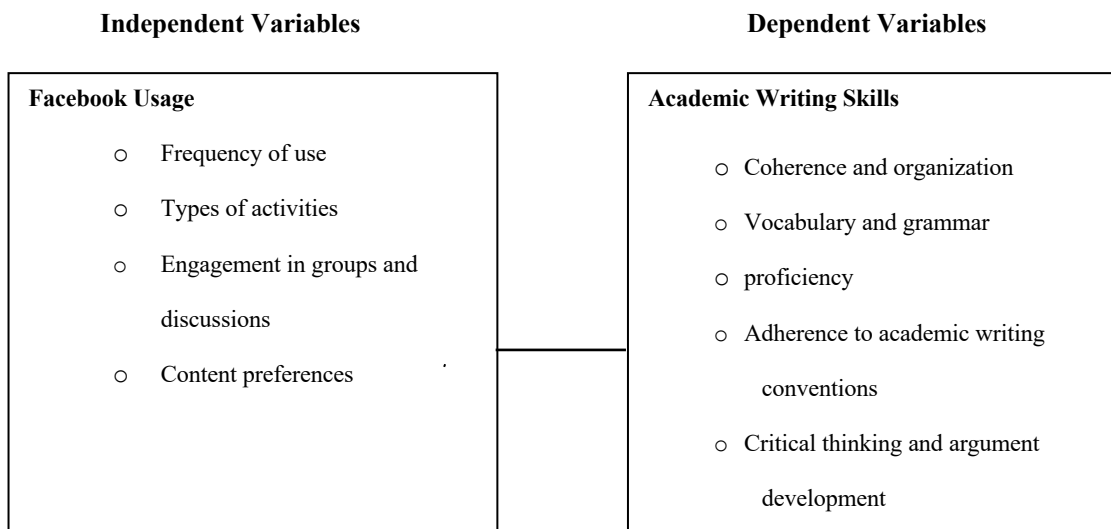 Independent Variables
Dependent Variables
Facebook Usage
o Frequency of use
o Types of activities
o Engagement in groups and
discussions
o Content preferences
Academic Writing Skills
o Coherence and organization
o Vocabulary and grammar
o proficiency
o Adherence to academic writing
conventions
o Critical thinking and argument
development